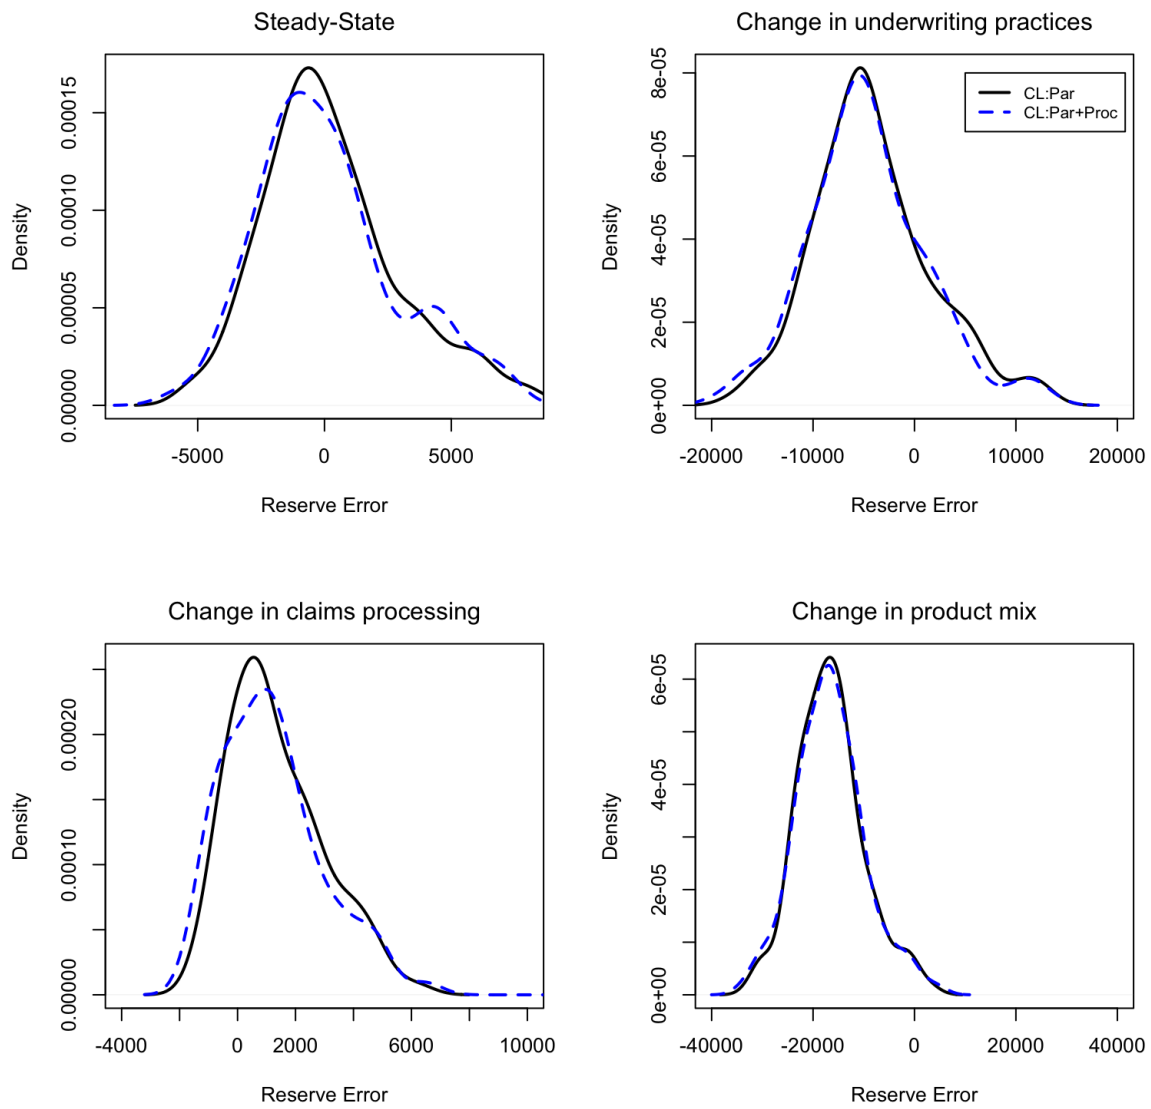 Steady-State
Density
0.00000 0.00005 0.00010 0.00015
-5000 0 5000
Reserve Error
Change in underwriting practices
CL:Par
CL:Par+Proc
Density
0e+00 2e-05 4e-05 6e-05 8e-05
-20000 -10000 0 10000 20000
Reserve Error
Change in claims processing
Density
0.00000 0.00010 0.00020
-4000 0 2000 6000 10000
Reserve Error
Change in product mix
Density
0e+00 2e-05 4e-05 6e-05
-40000 -20000 0 20000 40000
Reserve Error